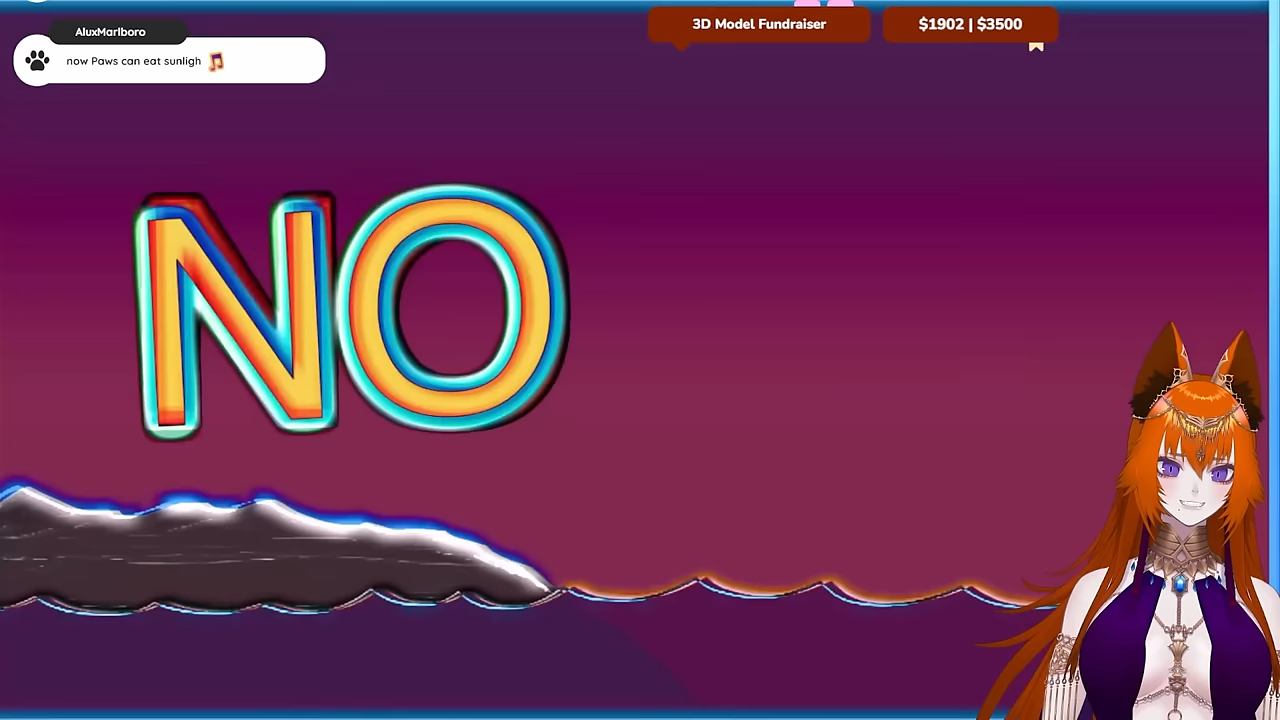 AluxMarlboro
now Paws can eat sunligh
3D Model Fundraiser
$1902 | $3500
NO